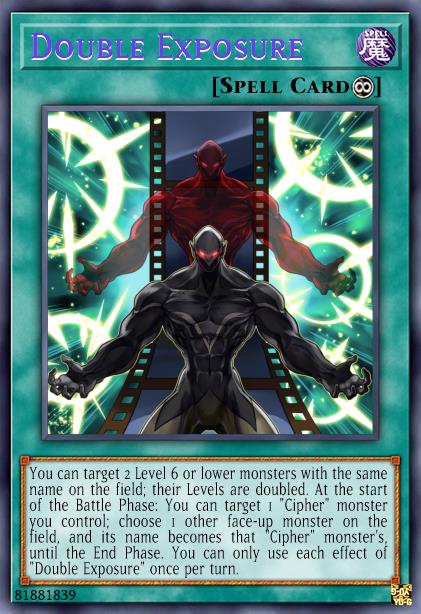 Double Exposure
SPELL
魔
[Spell Card]
You can target 2 Level 6 or lower monsters with the same
name on the field; their Levels are doubled. At the start
of the Battle Phase: You can target 1 "Cipher" monster
you control; choose 1 other face-up monster on the
field, and its name becomes that "Cipher" monster's,
until the End Phase. You can only use each effect of
"Double Exposure" once per turn.
81881839